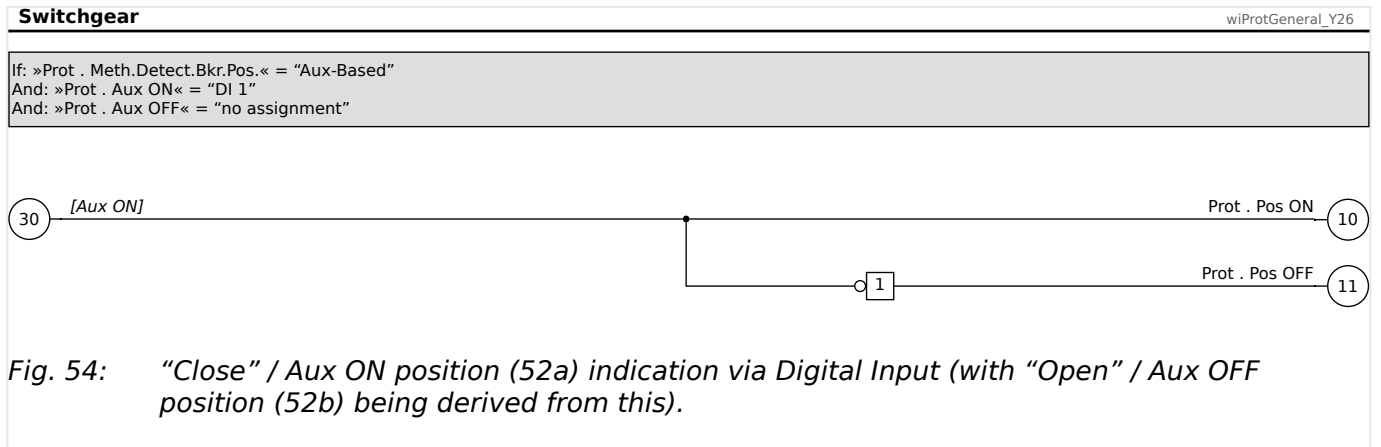 Switchgear
wiProtGeneral_Y26
If: »Prot . Meth.Detect.Bkr.Pos.« = “Aux-Based”
And: »Prot . Aux ON« = “DI 1”
And: »Prot . Aux OFF« = “no assignment”
30
[Aux ON]
Prot . Pos ON
10
1
Prot . Pos OFF
11
Fig. 54: “Close” / Aux ON position (52a) indication via Digital Input (with “Open” / Aux OFF
position (52b) being derived from this).